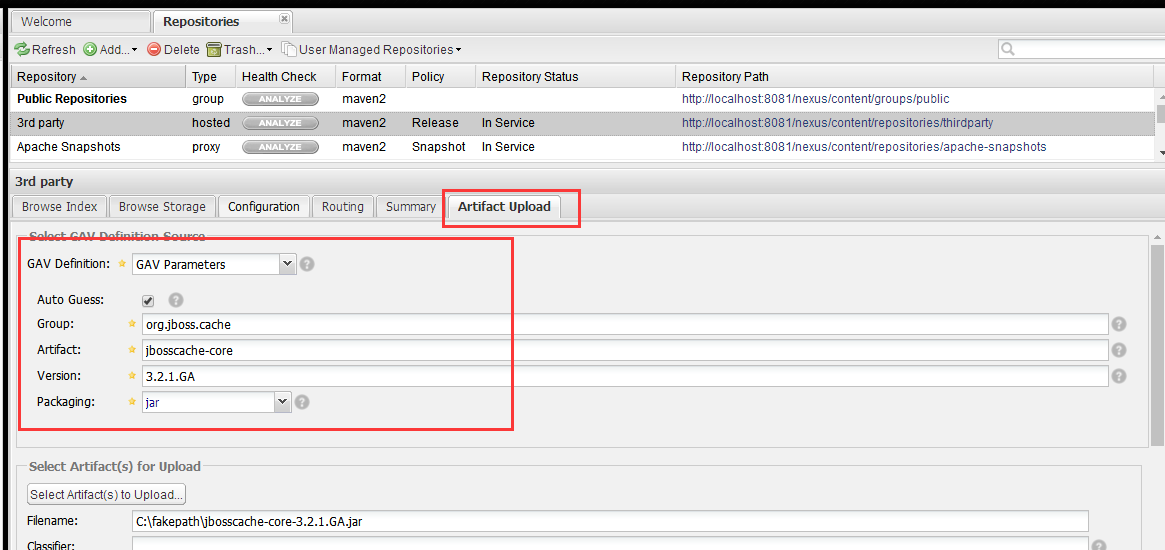 Welcome Repositories
Refresh Add... Delete Trash... User Managed Repositories
Repository Type Health Check Format Policy Repository Status Repository Path
Public Repositories group ANALYZE maven2 http://localhost:8081/nexus/content/groups/public
3rd party hosted ANALYZE maven2 Release In Service http://localhost:8081/nexus/content/repositories/thirdparty
Apache Snapshots proxy ANALYZE maven2 Snapshot In Service http://localhost:8081/nexus/content/repositories/apache-snapshots
3rd party
Browse Index Browse Storage Configuration Routing Summary Artifact Upload
Select GAV Definition Source
GAV Definition: GAV Parameters ?
Auto Guess: ?
Group: org.jboss.cache ?
Artifact: jbosscache-core ?
Version: 3.2.1.GA ?
Packaging: jar ?
Select Artifact(s) for Upload
Select Artifact(s) to Upload...
Filename: C:\fakepath\jbosscache-core-3.2.1.GA.jar
Classifier: ?